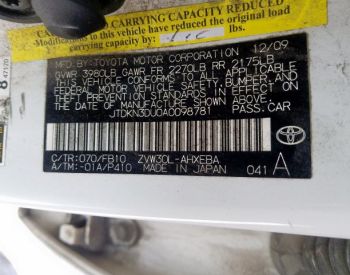 CARRYING CAPACITY REDUCTION
Modifications to this vehicle have reduced the original
carrying capacity by lbs.
MFD. BY: TOYOTA MOTOR CORPORATION 12/09
GVWR 3980LB GAWR FR 2270LB RR 2175LB
THIS VEHICLE CONFORMS TO ALL APPLICABLE
FEDERAL MOTOR VEHICLE SAFETY, BUMPER, AND
THEFT PREVENTION STANDARDS IN EFFECT ON
THE DATE OF MANUFACTURE SHOWN ABOVE.
JTDKN3DU0A0098781 PASS. CAR
TOYOTA
C/TR: 070/FB10 ZVW30L-AHXEBA
A/TM: -01A/P410 MADE IN JAPAN 041 A